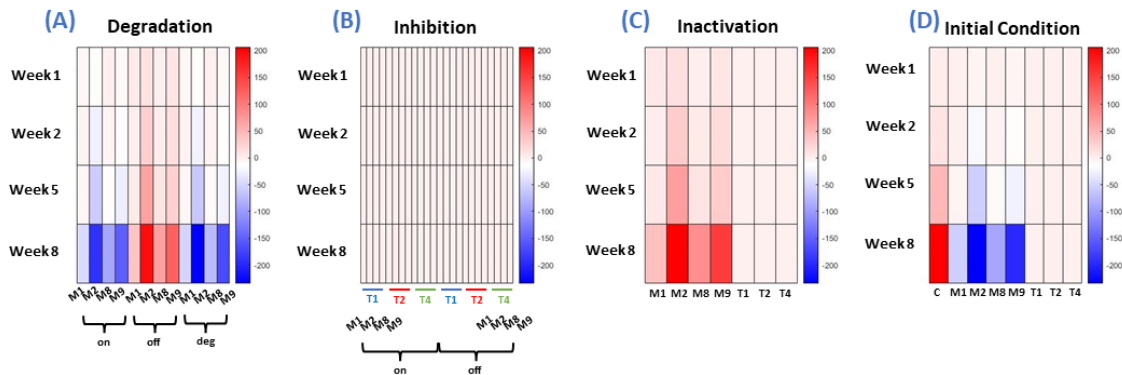 (A) Degradation
Week 1
Week 2
Week 5
Week 8
200
150
100
50
0
-50
-100
-150
-200
M1 M2 M8 M9 M1 M2 M8 M9 M1 M2 M8 M9
on off deg
(B) Inhibition
Week 1
Week 2
Week 5
Week 8
200
150
100
50
0
-50
-100
-150
-200
T1 T2 T4 T1 T2 T4
M1 M2 M8 M9 M1 M2 M8 M9
on off
(C) Inactivation
Week 1
Week 2
Week 5
Week 8
200
150
100
50
0
-50
-100
-150
-200
M1 M2 M8 M9 T1 T2 T4
(D) Initial Condition
Week 1
Week 2
Week 5
Week 8
200
150
100
50
0
-50
-100
-150
-200
C M1 M2 M8 M9 T1 T2 T4